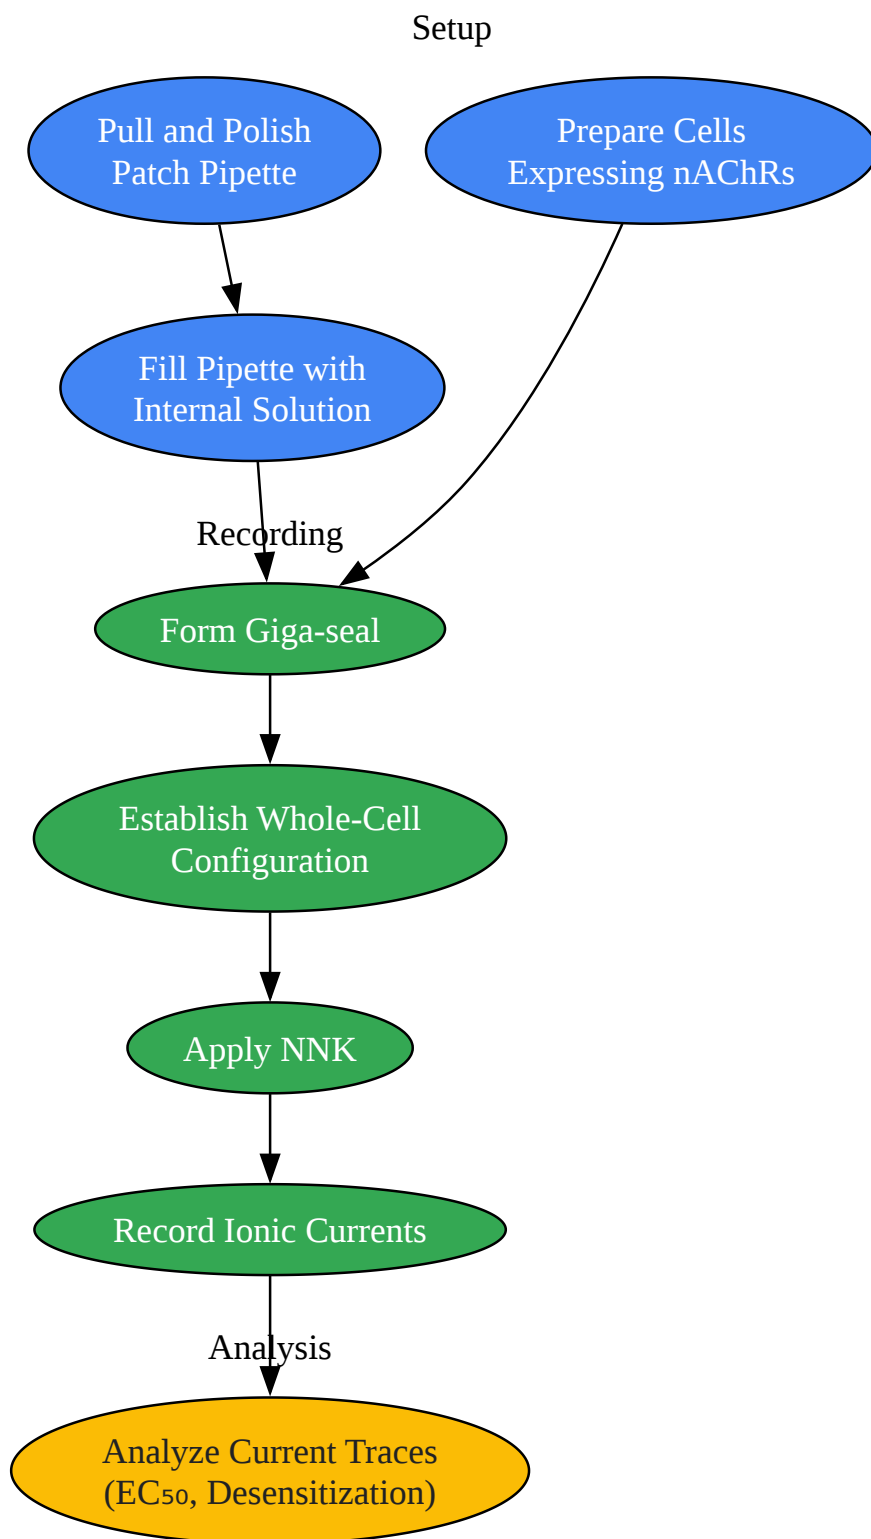 Setup
Pull and Polish
Patch Pipette
Prepare Cells
Expressing nAChRs
Fill Pipette with
Internal Solution
Recording
Form Giga-seal
Establish Whole-Cell
Configuration
Apply NNK
Record Ionic Currents
Analysis
Analyze Current Traces
(EC₅₀, Desensitization)